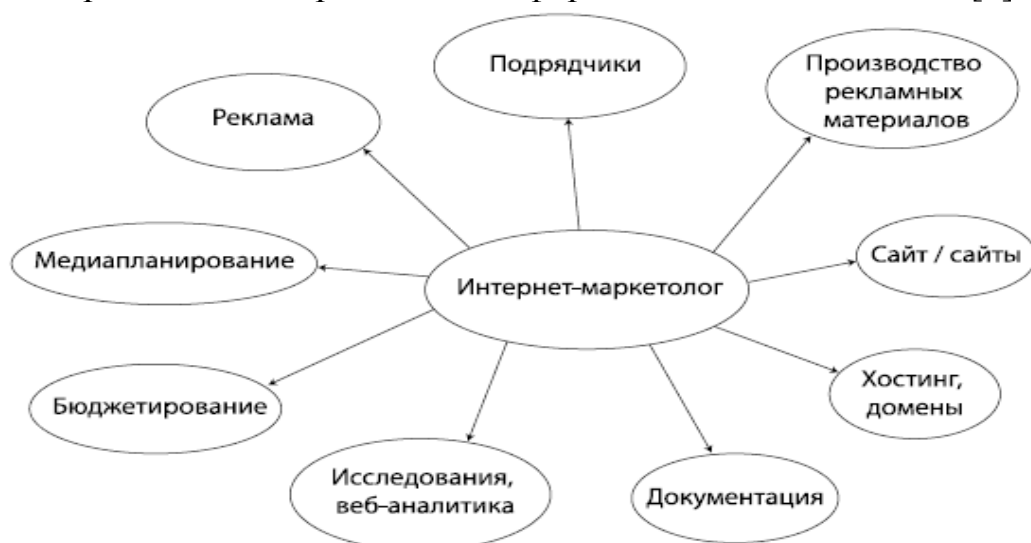 Подрядчики
Производство
рекламных
материалов
Реклама
Сайт / сайты
Медиапланирование
Интернет-маркетолог
Хостинг,
домены
Бюджетирование
Исследования,
веб-аналитика
Документация